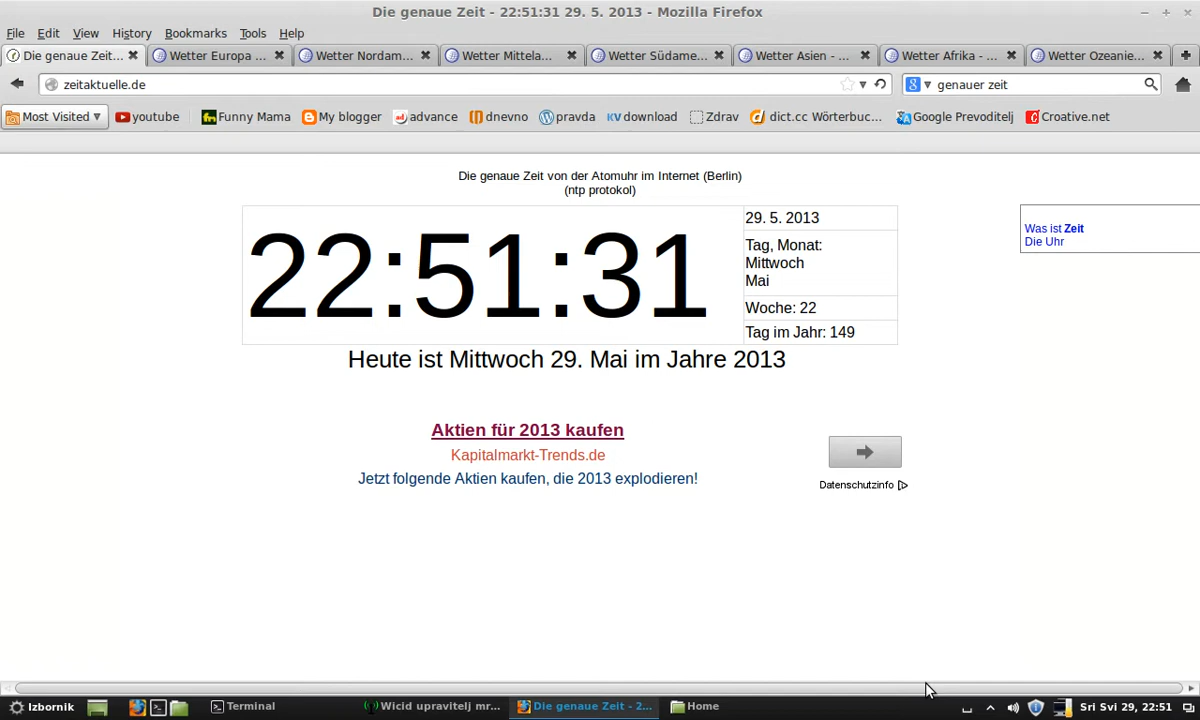 Die genaue Zeit - 22:51:31 29. 5. 2013 - Mozilla Firefox
File Edit View History Bookmarks Tools Help
Die genaue Zeit... Wetter Europa ... Wetter Nordam... Wetter Mittela... Wetter Südame... Wetter Asien - ... Wetter Afrika - ... Wetter Ozeanie...
zeitaktuelle.de genauer zeit
Most Visited youtube Funny Mama My blogger advance dnevno pravda KV download Zdrav dict.cc Wörterbuc... Google Prevoditelj Croative.net
Die genaue Zeit von der Atomuhr im Internet (Berlin)
(ntp protokol)
22:51:31
29. 5. 2013
Tag, Monat:
Mittwoch
Mai
Woche: 22
Tag im Jahr: 149
Was ist Zeit
Die Uhr
Heute ist Mittwoch 29. Mai im Jahre 2013
Aktien für 2013 kaufen
Kapitalmarkt-Trends.de
Jetzt folgende Aktien kaufen, die 2013 explodieren!
Datenschutzinfo
Izbornik Terminal Wicid upravitelj mr... Die genaue Zeit - 2... Home Sri Svi 29, 22:51